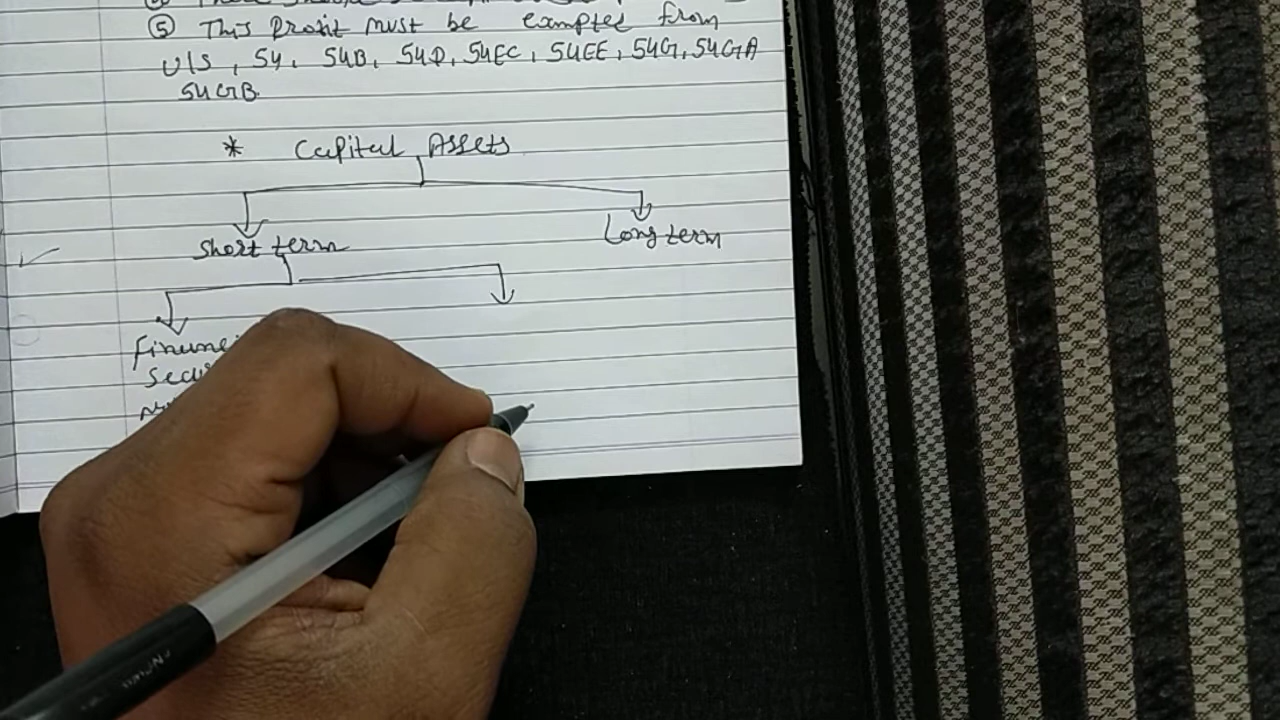 ⑤ This Profit must be exampted from
U/S, 54, 54B, 54D, 54EC, 54EE, 54G, 54GA
54GB.
* Capital Assets
Short term
Long term